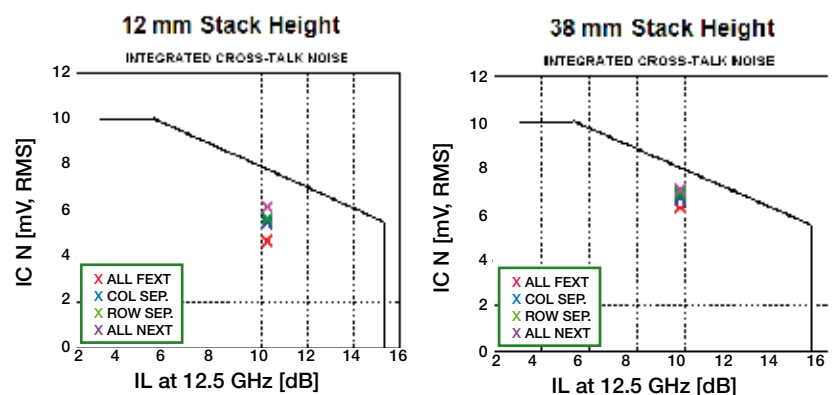 12 mm Stack Height
INTEGRATED CROSS-TALK NOISE
IC N [mV, RMS]
12
10
8
6
4
2
0
X ALL FEXT
X COL SEP.
X ROW SEP.
X ALL NEXT
2 4 6 8 10 12 14 16
IL at 12.5 GHz [dB]
38 mm Stack Height
INTEGRATED CROSS-TALK NOISE
IC N [mV, RMS]
12
10
8
6
4
2
0
X ALL FEXT
X COL SEP.
X ROW SEP.
X ALL NEXT
2 4 6 8 10 12 14 16
IL at 12.5 GHz [dB]